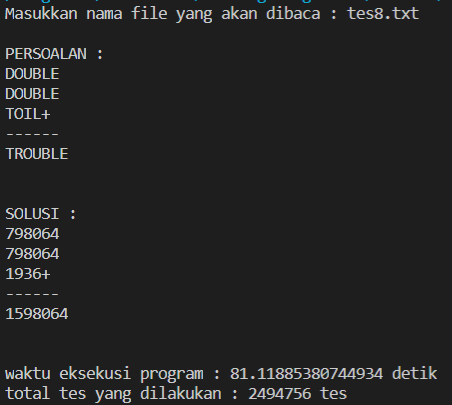 Masukkan nama file yang akan dibaca : tes8.txt
PERSOALAN :
DOUBLE
DOUBLE
TOIL+
------
TROUBLE
SOLUSI :
798064
798064
1936+
------
1598064
waktu eksekusi program : 81.11885380744934 detik
total tes yang dilakukan : 2494756 tes